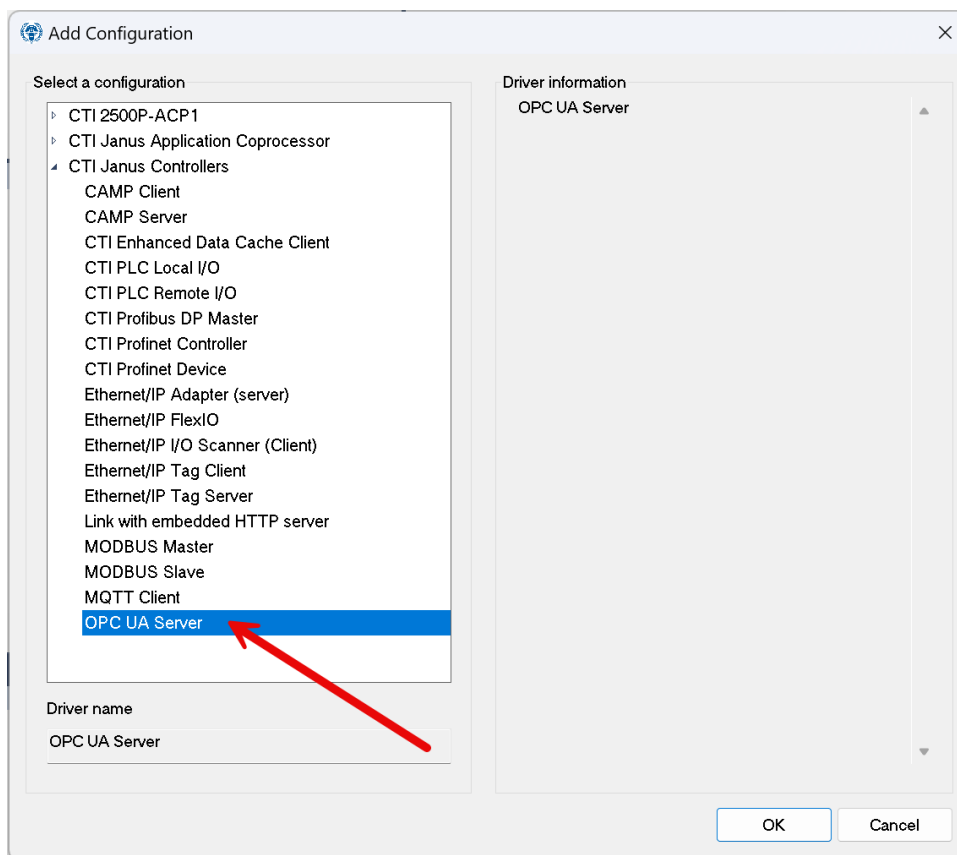 Add Configuration
Select a configuration
CTI 2500P-ACP1
CTI Janus Application Coprocessor
CTI Janus Controllers
CAMP Client
CAMP Server
CTI Enhanced Data Cache Client
CTI PLC Local I/O
CTI PLC Remote I/O
CTI Profibus DP Master
CTI Profinet Controller
CTI Profinet Device
Ethernet/IP Adapter (server)
Ethernet/IP FlexIO
Ethernet/IP I/O Scanner (Client)
Ethernet/IP Tag Client
Ethernet/IP Tag Server
Link with embedded HTTP server
MODBUS Master
MODBUS Slave
MQTT Client
OPC UA Server
Driver name
OPC UA Server
Driver information
OPC UA Server
OK
Cancel